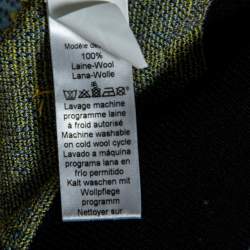 Modèle
100%
Laine-Wool
Lana-Wolle
Lavage machine
programme laine
à froid autorisé
Machine washable
on cold wool cycle
Lavado a máquina
programa lana en
frío permitido
Kalt waschen mit
Wollpflege
programm
Nettoyer sur